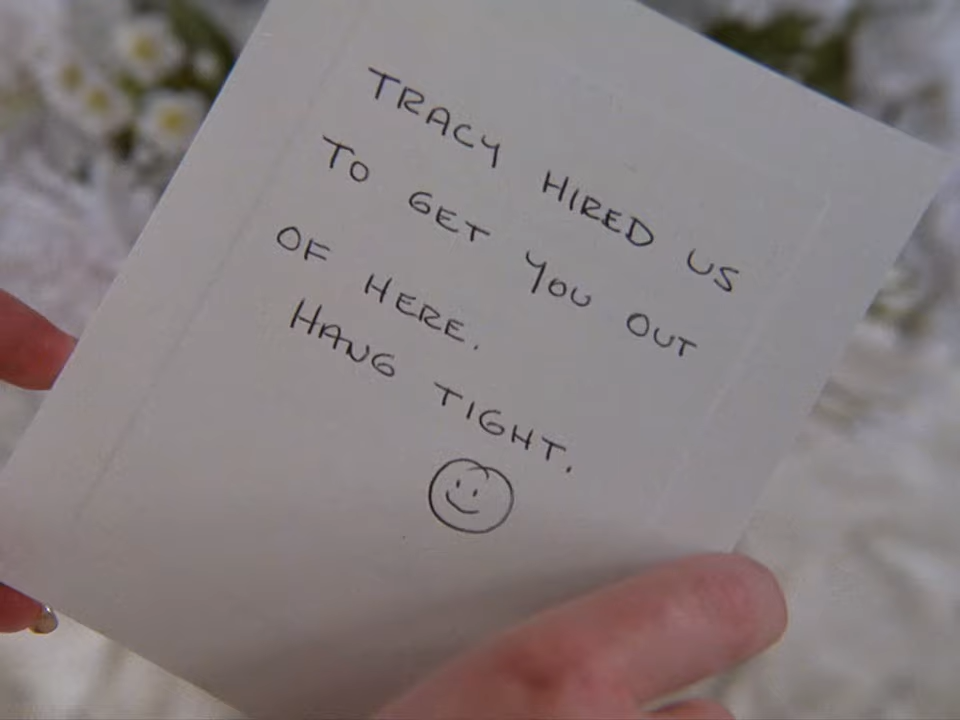 TRACY HIRED US
TO GET YOU OUT
OF HERE.
HANG TIGHT.